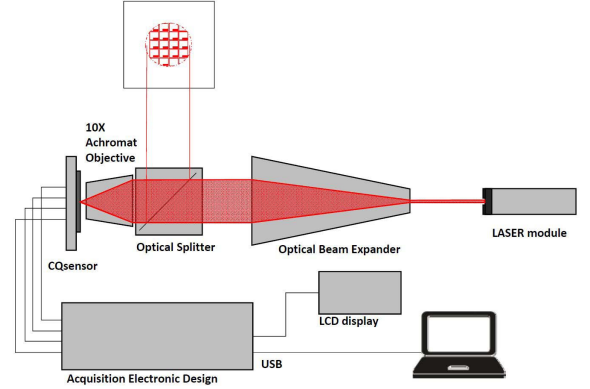 10X
Achromat
Objective
Optical Splitter
Optical Beam Expander
LASER module
CQsensor
LCD display
USB
Acquisition Electronic Design